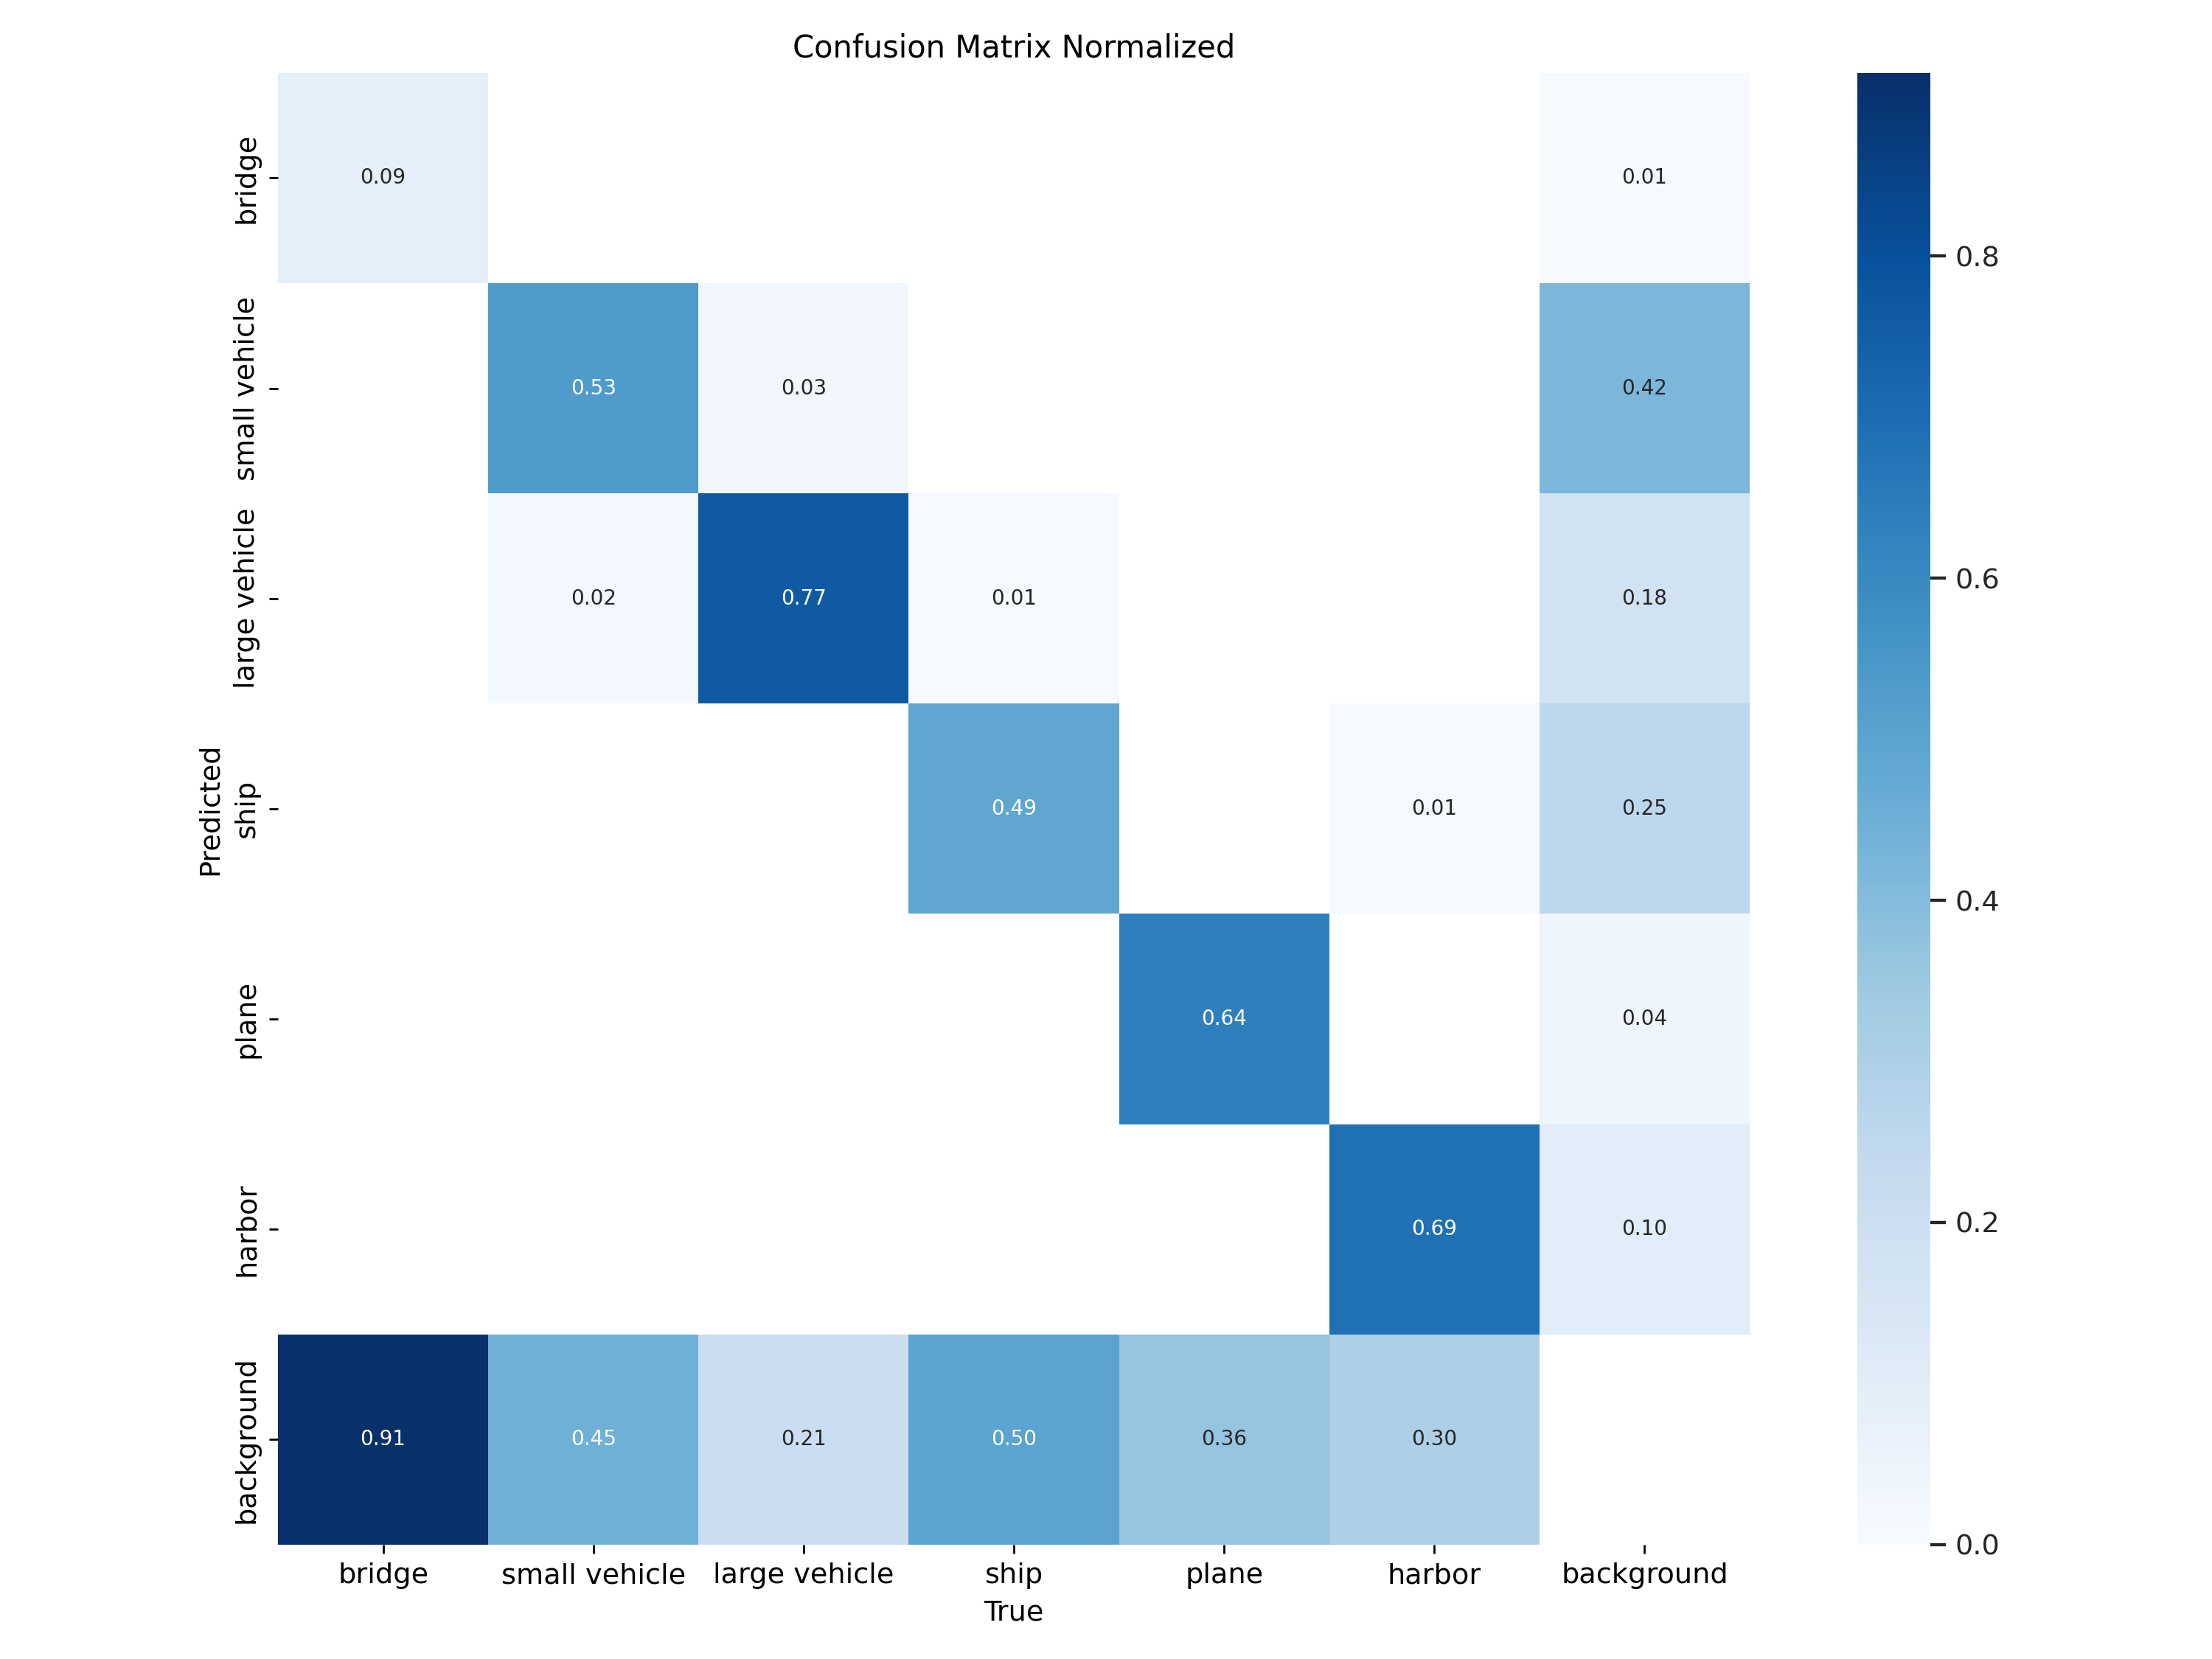 Confusion Matrix Normalized
Predicted
bridge
0.09
0.01
small vehicle
0.53
0.03
0.42
large vehicle
0.02
0.77
0.01
0.18
ship
0.49
0.01
0.25
plane
0.64
0.04
harbor
0.69
0.10
background
0.91
0.45
0.21
0.50
0.36
0.30
bridge
small vehicle
large vehicle
ship
plane
harbor
background
True
0.8
0.6
0.4
0.2
0.0